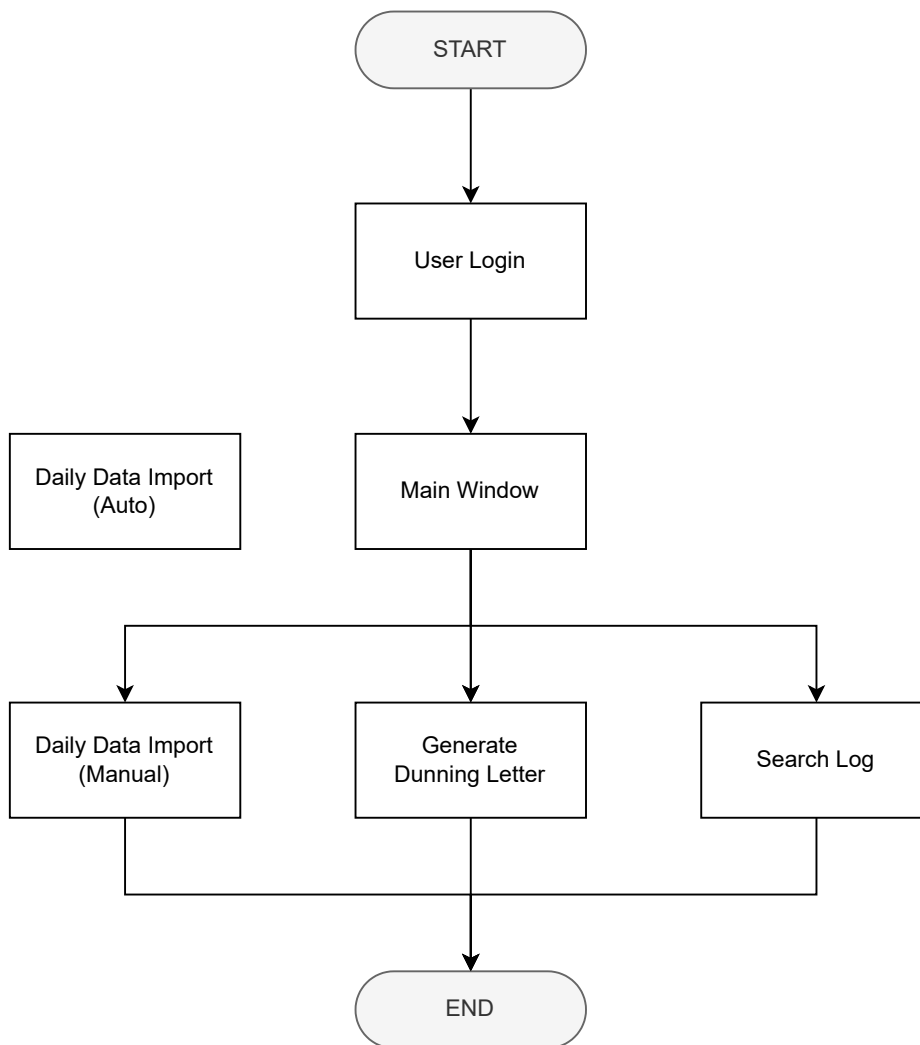 START
User Login
Daily Data Import
(Auto)
Main Window
Daily Data Import
(Manual)
Generate
Dunning Letter
Search Log
END